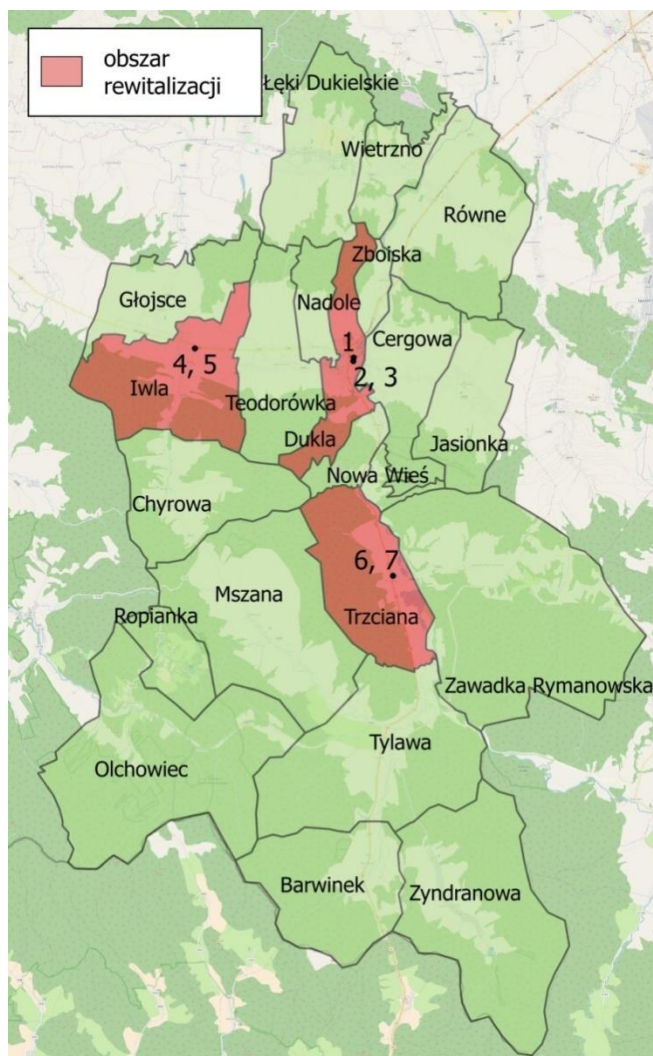 obszar
rewitalizacji
Łęki Dukielskie
Wietrzno
Równe
Zboiska
Głojsce
Nadole
1
Cergowa
4, 5
2, 3
Iwla
Teodorówka
Dukla
Jasionka
Nowa Wieś
Chyrowa
6, 7
Mszana
Ropianka
Trzciana
Zawadka Rymanowska
Tylawa
Olchowiec
Barwinek
Zyndranowa